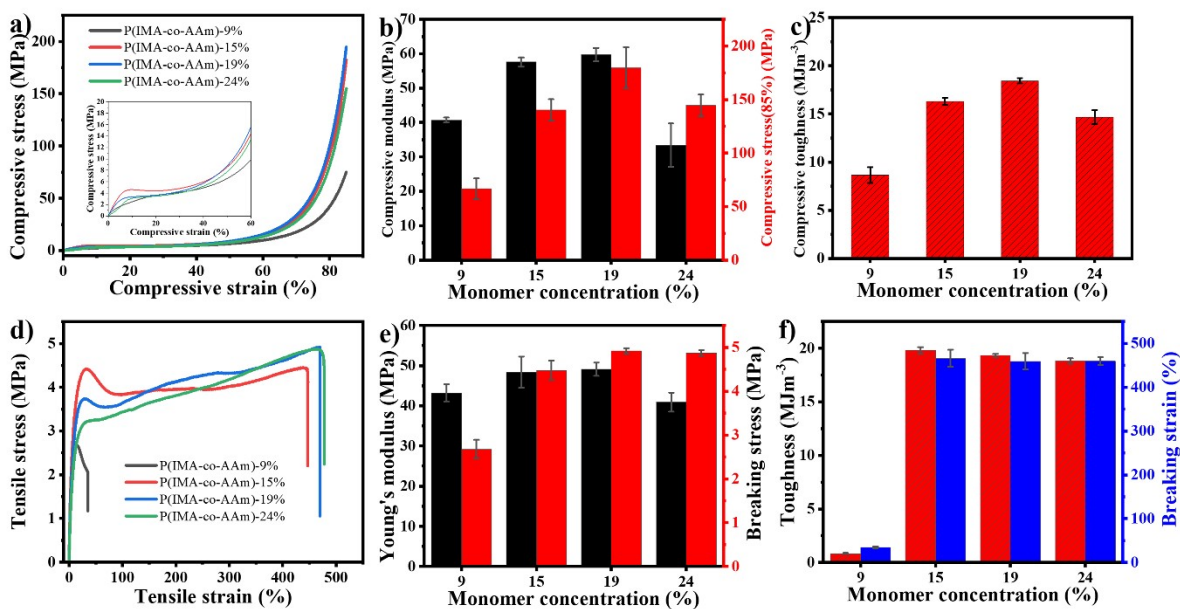 a)
P(IMA-co-AAm)-9%
P(IMA-co-AAm)-15%
P(IMA-co-AAm)-19%
P(IMA-co-AAm)-24%
Compressive stress (MPa)
200
150
100
50
0
Compressive stress (MPa)
20
18
16
14
12
10
8
6
4
2
0
0 20 40 60
Compressive strain (%)
0 20 40 60 80
Compressive strain (%)
b)
Compressive modulus (MPa)
70
60
50
40
30
20
10
0
Compressive stress(85%) (MPa)
200
150
100
50
0
9 15 19 24
Monomer concentration (%)
c)
Compressive toughness (MJm-3)
25
20
15
10
5
0
9 15 19 24
Monomer concentration (%)
d)
Tensile stress (MPa)
5
4
3
2
1
0
P(IMA-co-AAm)-9%
P(IMA-co-AAm)-15%
P(IMA-co-AAm)-19%
P(IMA-co-AAm)-24%
0 100 200 300 400 500
Tensile strain (%)
e)
Young's modulus (MPa)
60
50
40
30
20
10
0
Breaking stress (MPa)
5
4
3
2
1
0
9 15 19 24
Monomer concentration (%)
f)
Toughness (MJm-3)
20
15
10
5
0
Breaking strain (%)
500
400
300
200
100
0
9 15 19 24
Monomer concentration (%)